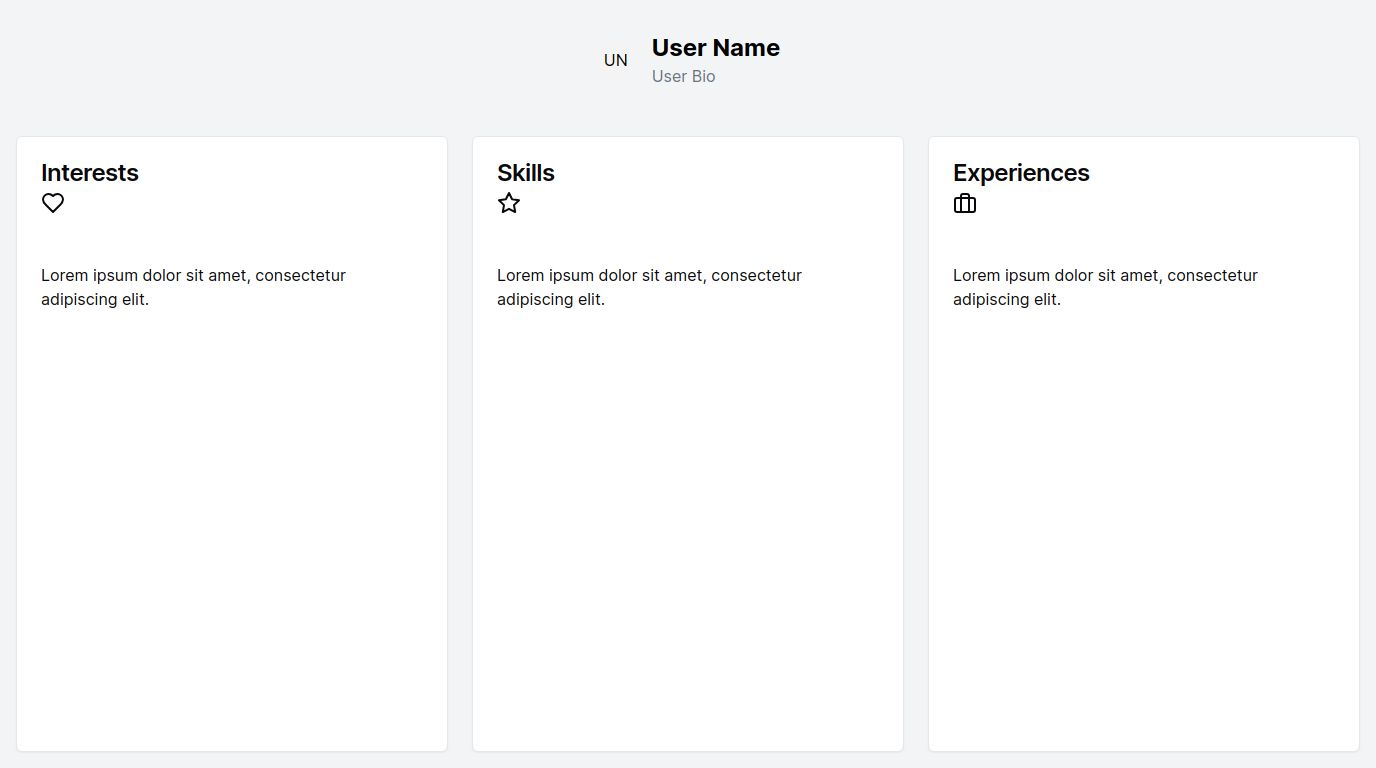 UN
User Name
User Bio
Interests
Lorem ipsum dolor sit amet, consectetur
adipiscing elit.
Skills
Lorem ipsum dolor sit amet, consectetur
adipiscing elit.
Experiences
Lorem ipsum dolor sit amet, consectetur
adipiscing elit.